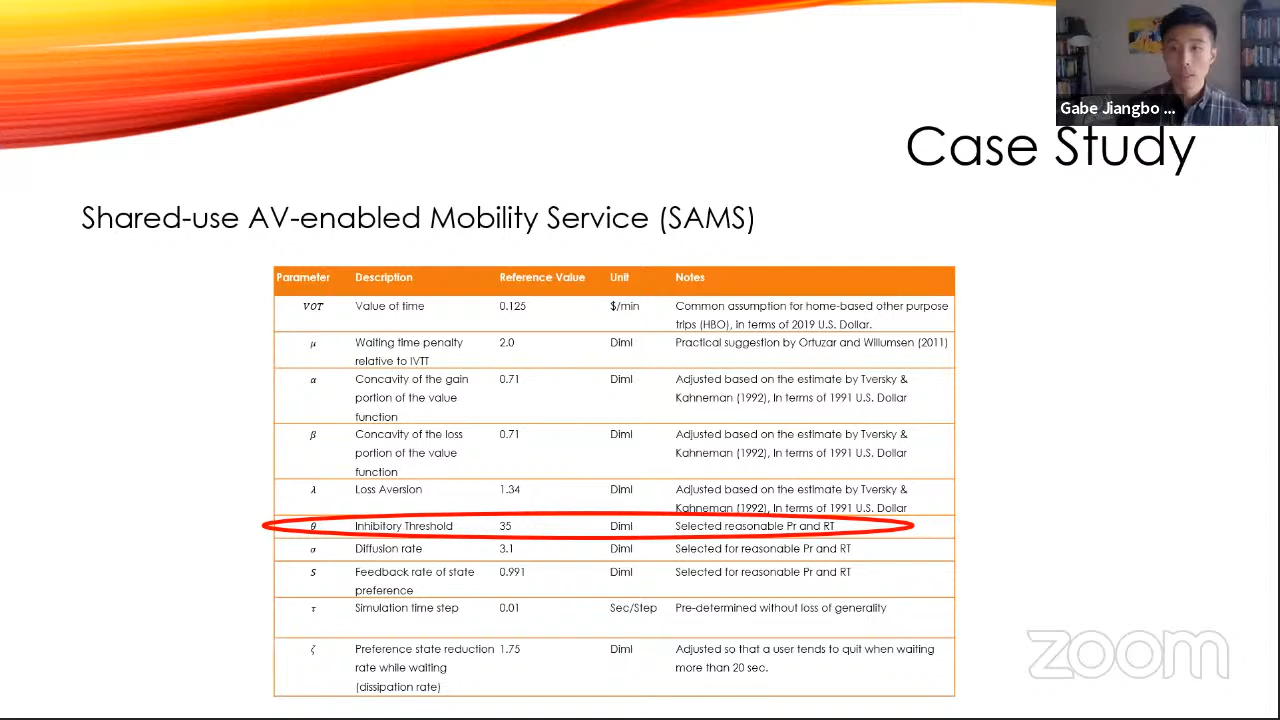 Gabe Jiangbo ...
Case Study
Shared-use AV-enabled Mobility Service (SAMS)
Parameter Description Reference Value Unit Notes
VOT Value of time 0.125 $/min Common assumption for home-based other purpose
trips (HBO), in terms of 2019 U.S. Dollar.
μ Waiting time penalty 2.0 Diml Practical suggestion by Ortuzar and Willumsen (2011)
relative to IVTT
α Concavity of the gain 0.71 Diml Adjusted based on the estimate by Tversky &
portion of the value Kahneman (1992), In terms of 1991 U.S. Dollar
function
β Concavity of the loss 0.71 Diml Adjusted based on the estimate by Tversky &
portion of the value Kahneman (1992), In terms of 1991 U.S. Dollar
function
λ Loss Aversion 1.34 Diml Adjusted based on the estimate by Tversky &
Kahneman (1992), In terms of 1991 U.S. Dollar
θ Inhibitory Threshold 35 Diml Selected reasonable Pr and RT
σ Diffusion rate 3.1 Diml Selected for reasonable Pr and RT
S Feedback rate of state 0.991 Diml Selected for reasonable Pr and RT
preference
τ Simulation time step 0.01 Sec/Step Pre-determined without loss of generality
ζ Preference state reduction 1.75 Diml Adjusted so that a user tends to quit when waiting
rate while waiting more than 20 sec.
(dissipation rate)
zoom